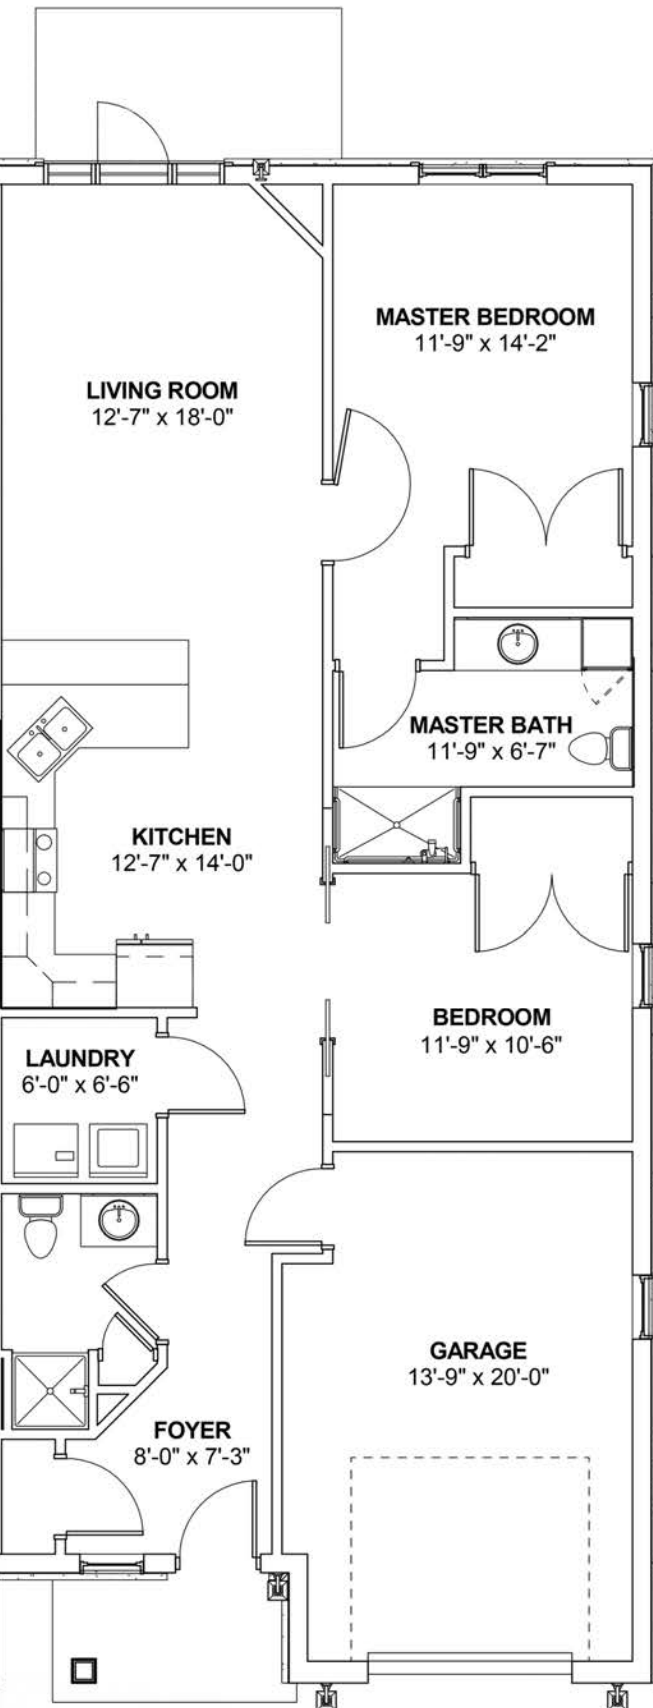 MASTER BEDROOM
11'-9" x 14'-2"
LIVING ROOM
12'-7" x 18'-0"
MASTER BATH
11'-9" x 6'-7"
KITCHEN
12'-7" x 14'-0"
BEDROOM
11'-9" x 10'-6"
LAUNDRY
6'-0" x 6'-6"
GARAGE
13'-9" x 20'-0"
FOYER
8'-0" x 7'-3"